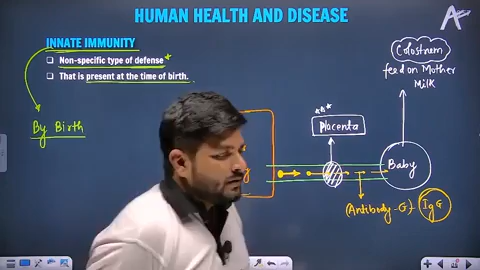 HUMAN HEALTH AND DISEASE
INNATE IMMUNITY
Non-specific type of defense
That is present at the time of birth.
By Birth
Colostrum
feed on Mother
Milk
Placenta
Baby
(Antibody-G)- IgG